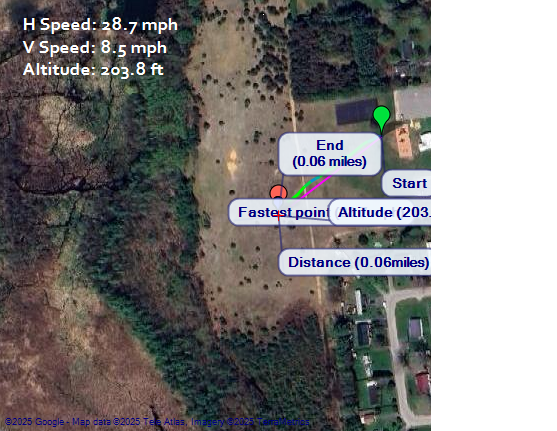 H Speed: 28.7 mph
V Speed: 8.5 mph
Altitude: 203.8 ft
End
(0.06 miles)
Start
Fastest poin
Altitude (203.
Distance (0.06miles)
©2025 Google - Map data ©2025 Tele Atlas, Imagery ©2025 TerraMetrics